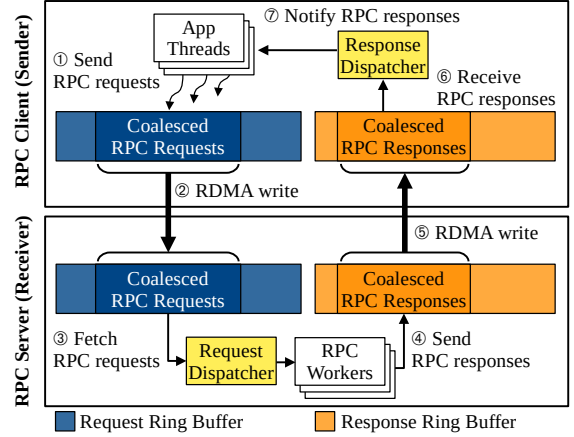 RPC Client (Sender)
① Send
RPC requests
App
Threads
⑦ Notify RPC responses
Response
Dispatcher
⑥ Receive
RPC responses
Coalesced
RPC Requests
Coalesced
RPC Responses
② RDMA write
⑤ RDMA write
RPC Server (Receiver)
Coalesced
RPC Requests
Coalesced
RPC Responses
③ Fetch
RPC requests
Request
Dispatcher
RPC
Workers
④ Send
RPC responses
Request Ring Buffer
Response Ring Buffer